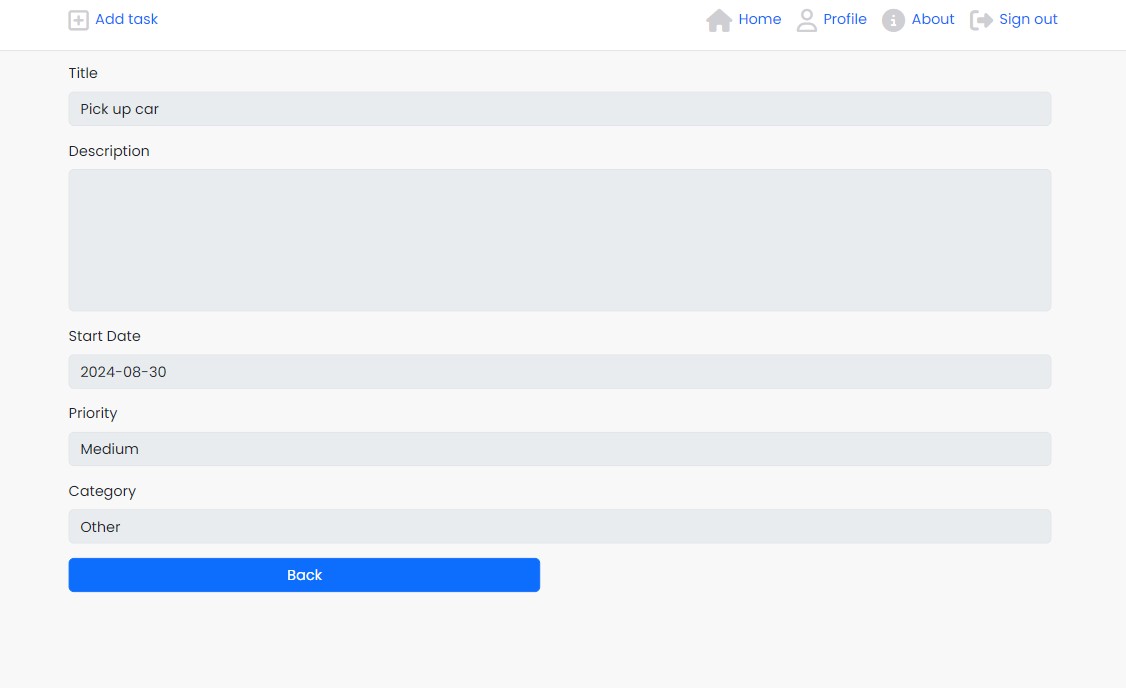 Add task Home Profile About Sign out
Title
Pick up car
Description
Start Date
2024-08-30
Priority
Medium
Category
Other
Back